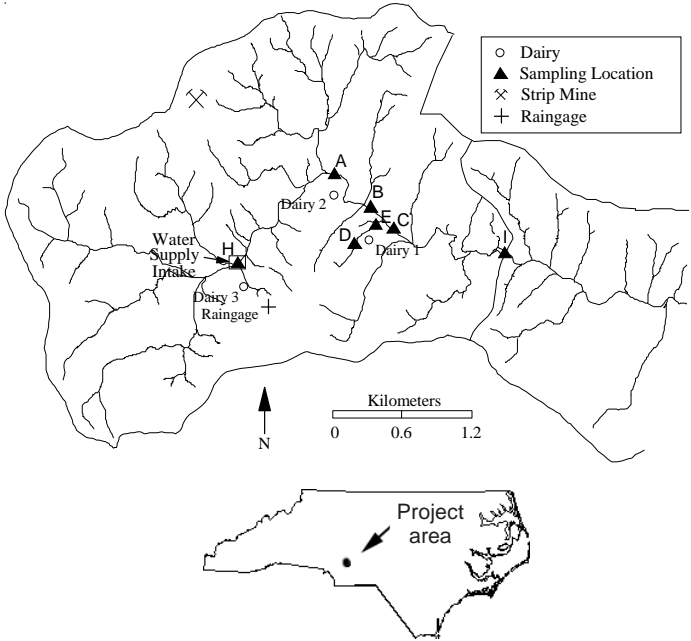 Dairy
Sampling Location
Strip Mine
Raingage
A
Dairy 2
B
E
C
D
Dairy 1
I
Water
Supply
Intake
H
Dairy 3
Raingage
N
Kilometers
0 0.6 1.2
Project
area